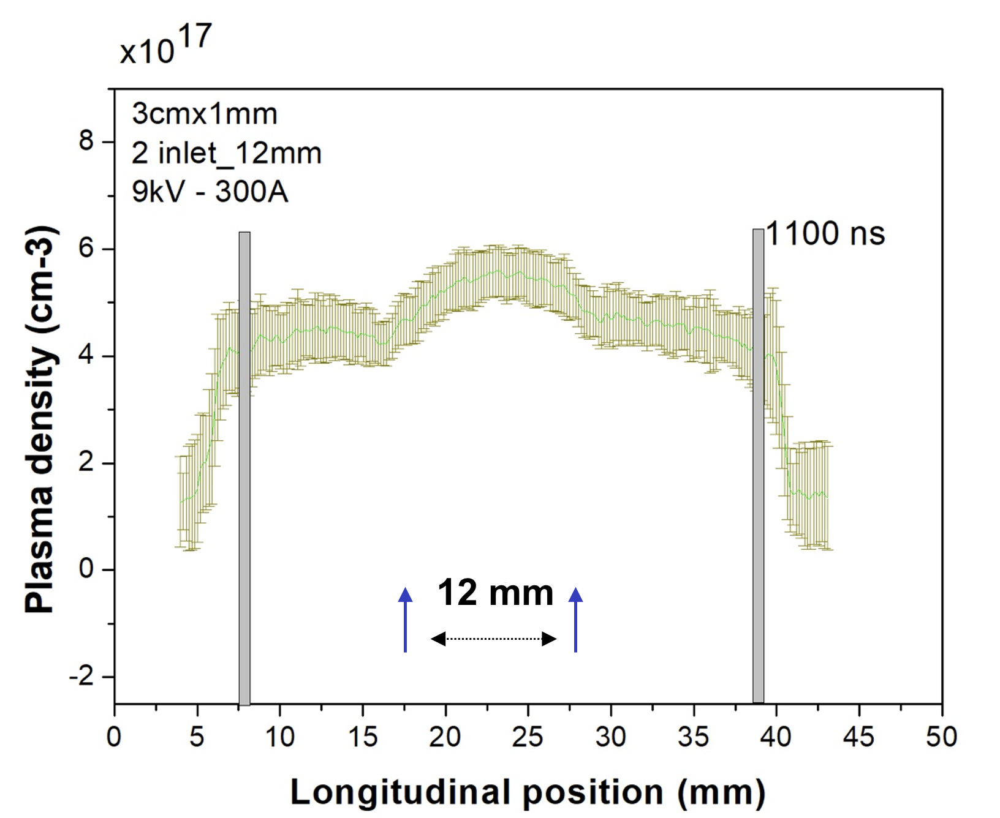 x10 17
3cmx1mm
2 inlet_12mm
9kV - 300A
1100 ns
8
6
4
2
0
-2
Plasma density (cm-3)
12 mm
0 5 10 15 20 25 30 35 40 45 50
Longitudinal position (mm)